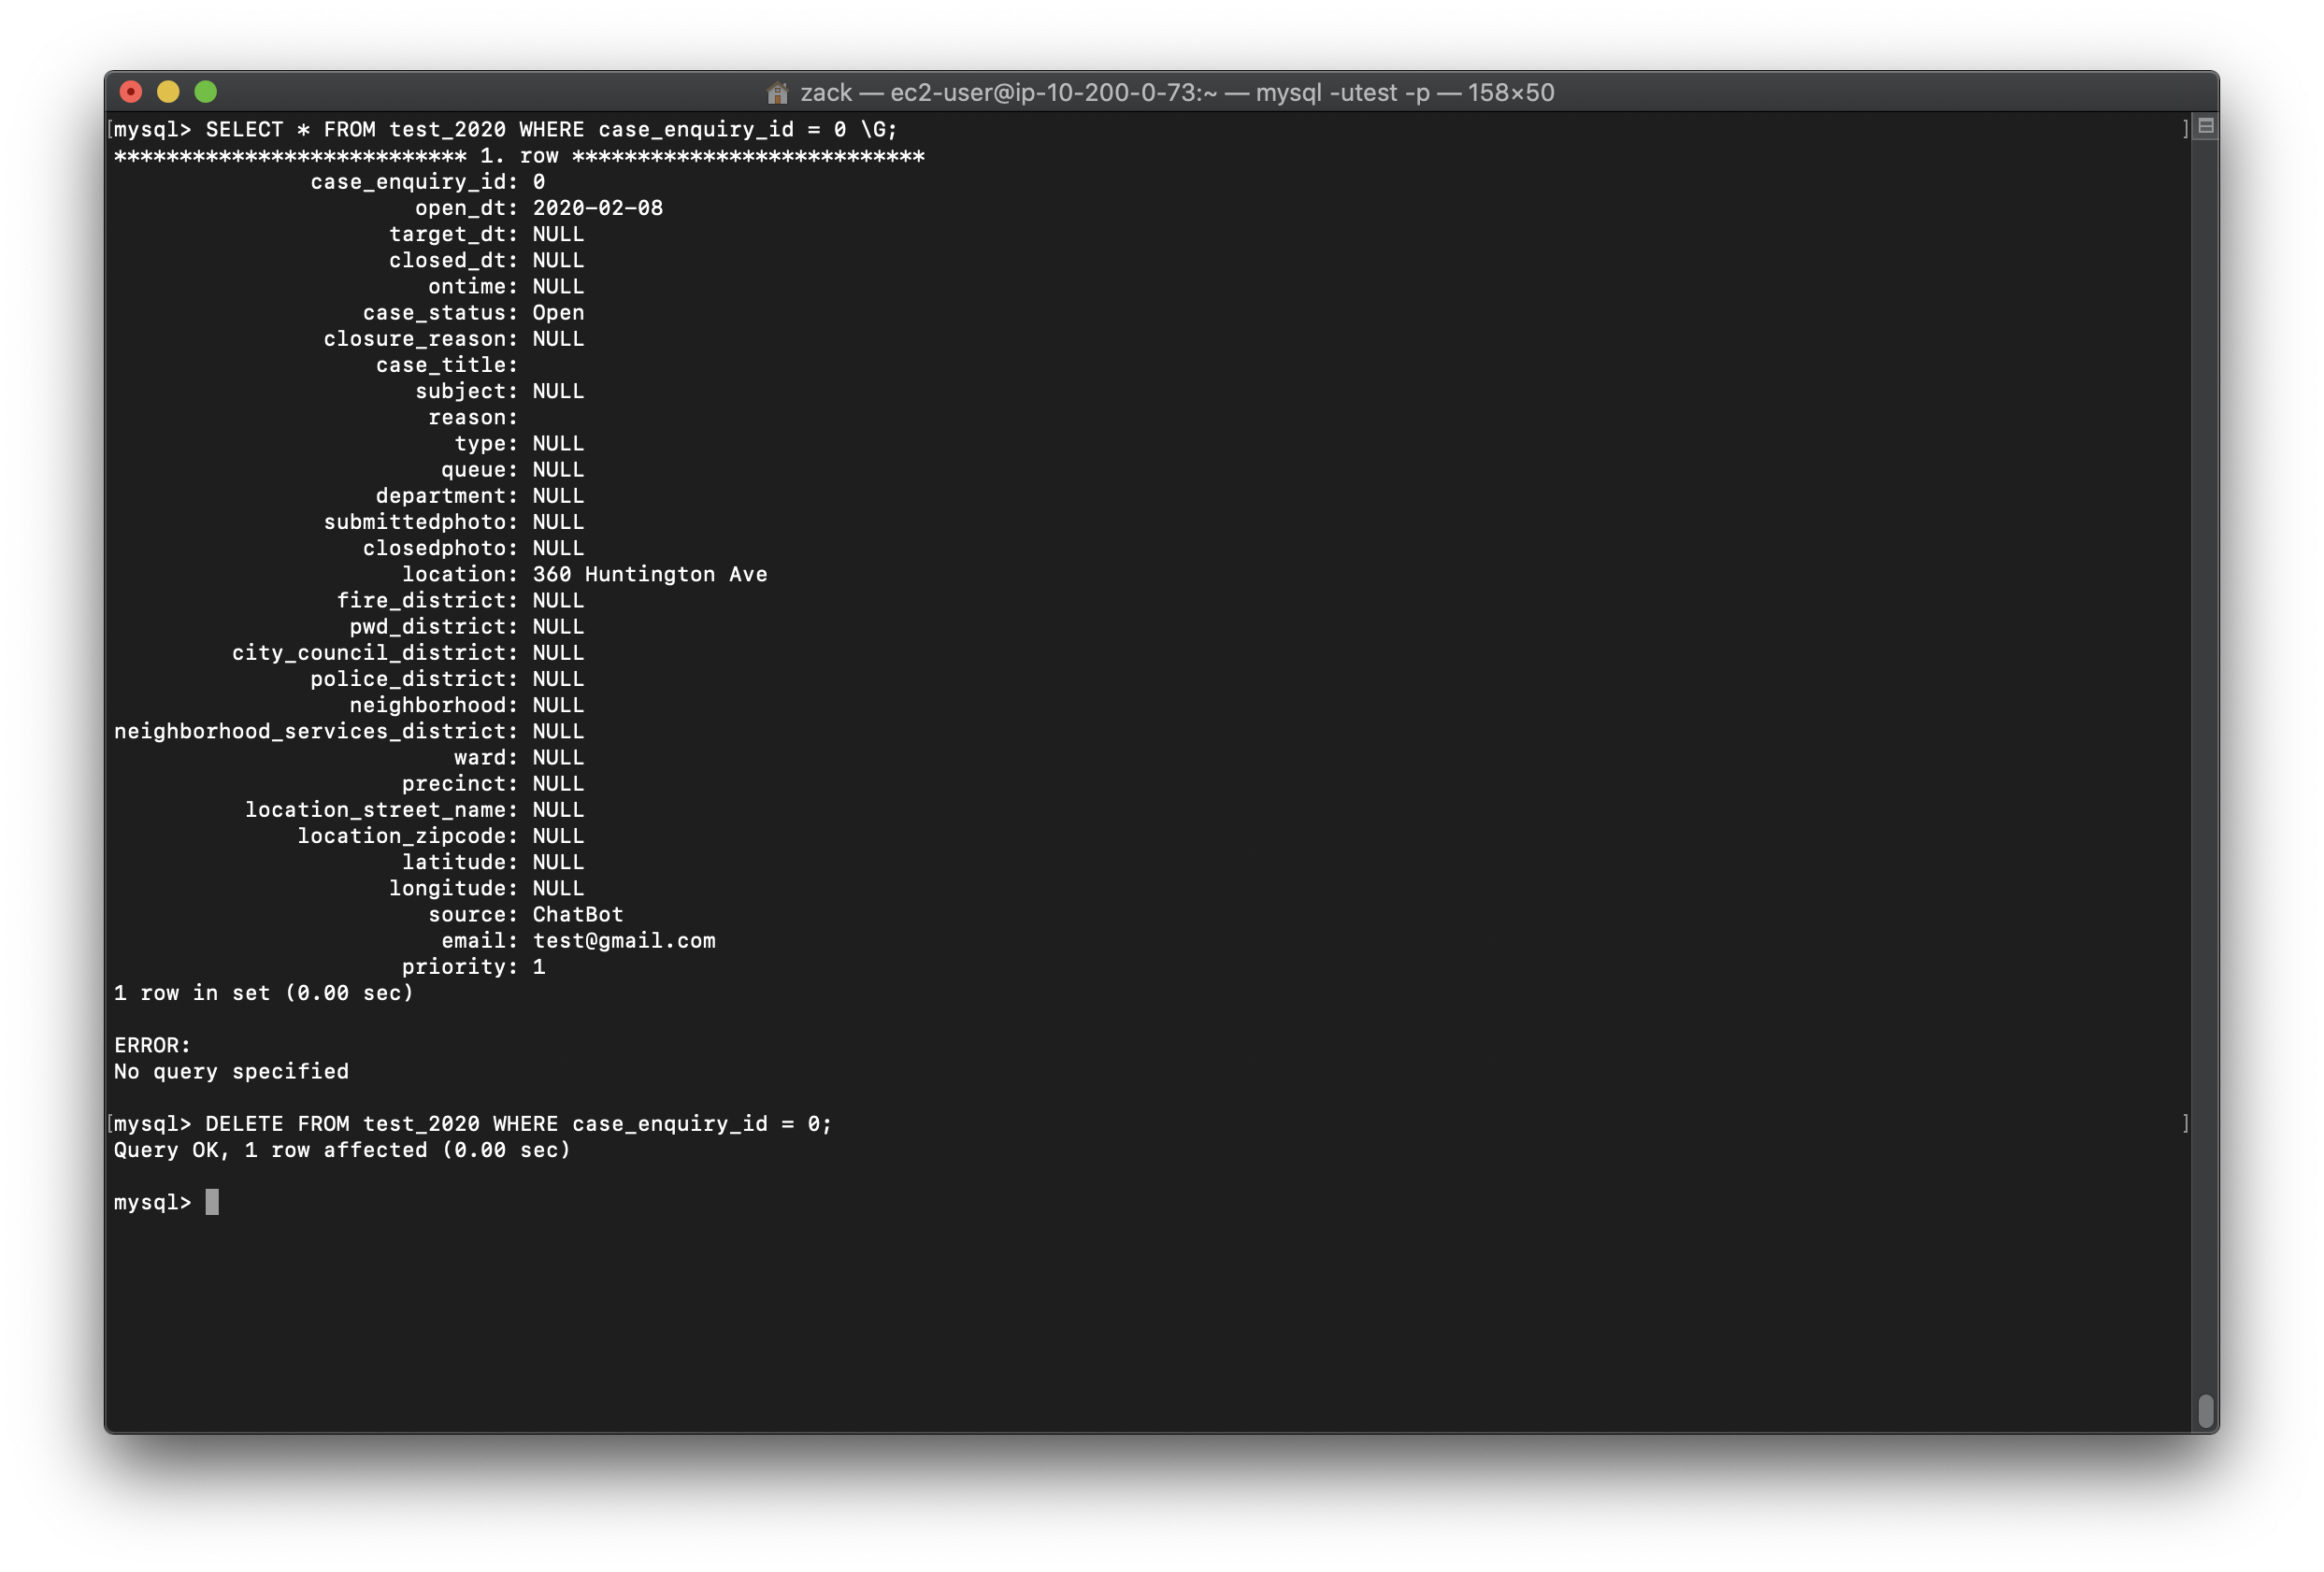 zack — ec2-user@ip-10-200-0-73:~ — mysql -utest -p — 158×50
[mysql> SELECT * FROM test_2020 WHERE case_enquiry_id = 0 \G; ]
*************************** 1. row ***************************
case_enquiry_id: 0
open_dt: 2020-02-08
target_dt: NULL
closed_dt: NULL
ontime: NULL
case_status: Open
closure_reason: NULL
case_title:
subject: NULL
reason:
type: NULL
queue: NULL
department: NULL
submittedphoto: NULL
closedphoto: NULL
location: 360 Huntington Ave
fire_district: NULL
pwd_district: NULL
city_council_district: NULL
police_district: NULL
neighborhood: NULL
neighborhood_services_district: NULL
ward: NULL
precinct: NULL
location_street_name: NULL
location_zipcode: NULL
latitude: NULL
longitude: NULL
source: ChatBot
email: test@gmail.com
priority: 1
1 row in set (0.00 sec)
ERROR:
No query specified
[mysql> DELETE FROM test_2020 WHERE case_enquiry_id = 0; ]
Query OK, 1 row affected (0.00 sec)
mysql>